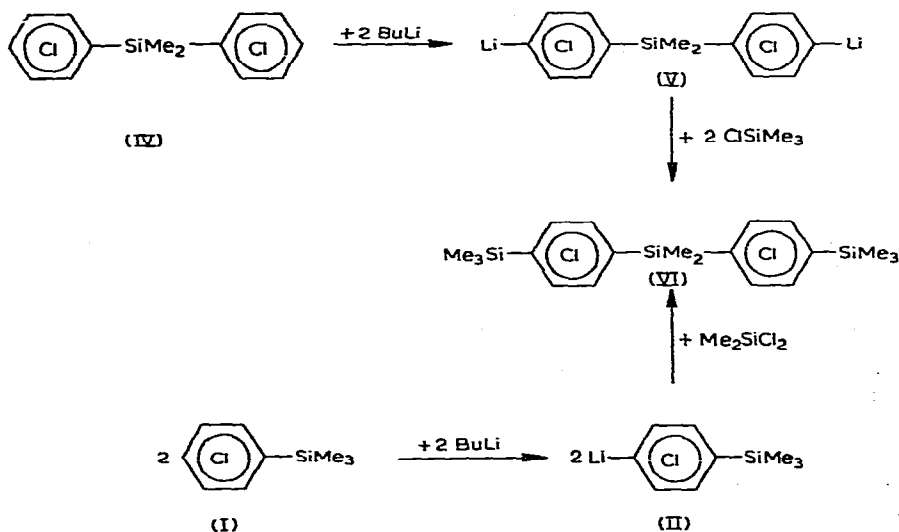 Cl SiMe2 Cl + 2 BuLi Li Cl SiMe2 Cl Li
(IV) (V)
+ 2 ClSiMe3
Me3Si Cl SiMe2 Cl SiMe3
(VI)
+ Me2SiCl2
2 Cl SiMe3 + 2 BuLi 2 Li Cl SiMe3
(I) (II)